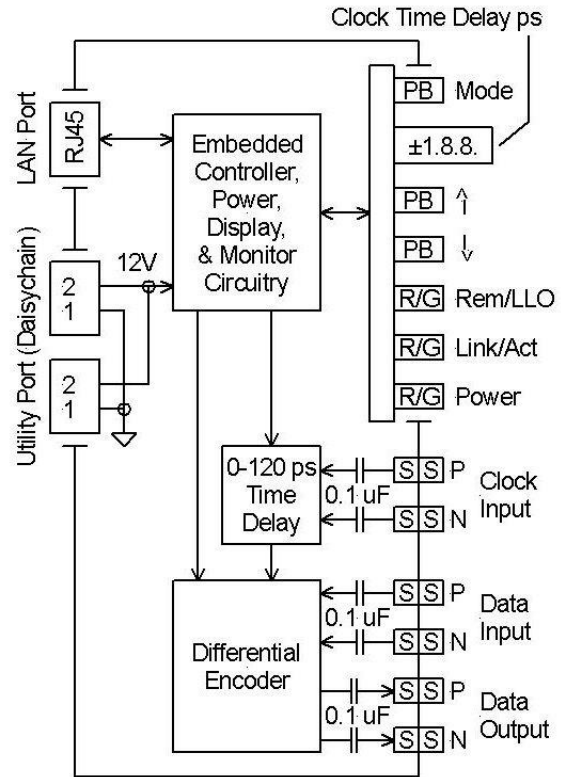 Clock Time Delay ps
LAN Port
RJ45
PB Mode
±1.8.8.
PB
PB
R/G Rem/LLO
R/G Link/Act
R/G Power
Embedded
Controller,
Power,
Display,
& Monitor
Circuitry
12V
Utility Port (Daisychain)
2
1
2
1
0-120 ps
Time
Delay
0.1 uF
S S P
S S N
Clock
Input
Differential
Encoder
0.1 uF
S S P
S S N
Data
Input
0.1 uF
S S P
S S N
Data
Output